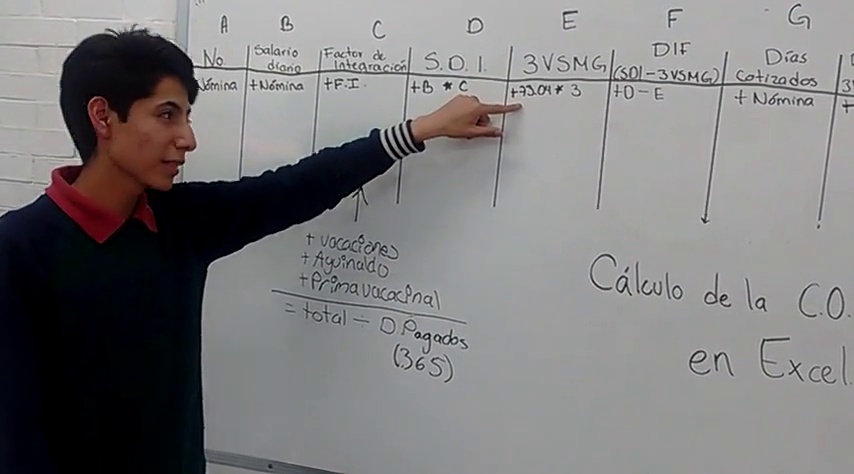 A B C D E F G
No. Salario diario Factor de integración S.D.I. 3VSMG DIF (SDI-3VSMG) Días cotizados
Nómina +Nómina +F.I. +B * C +73.04* 3 +D-E +Nómina +
+ vacaciones
+ Aguinaldo
+Prima vacacinal
= total ÷ D.Pagados
(365)
Cálculo de la C.O.
en Excel.